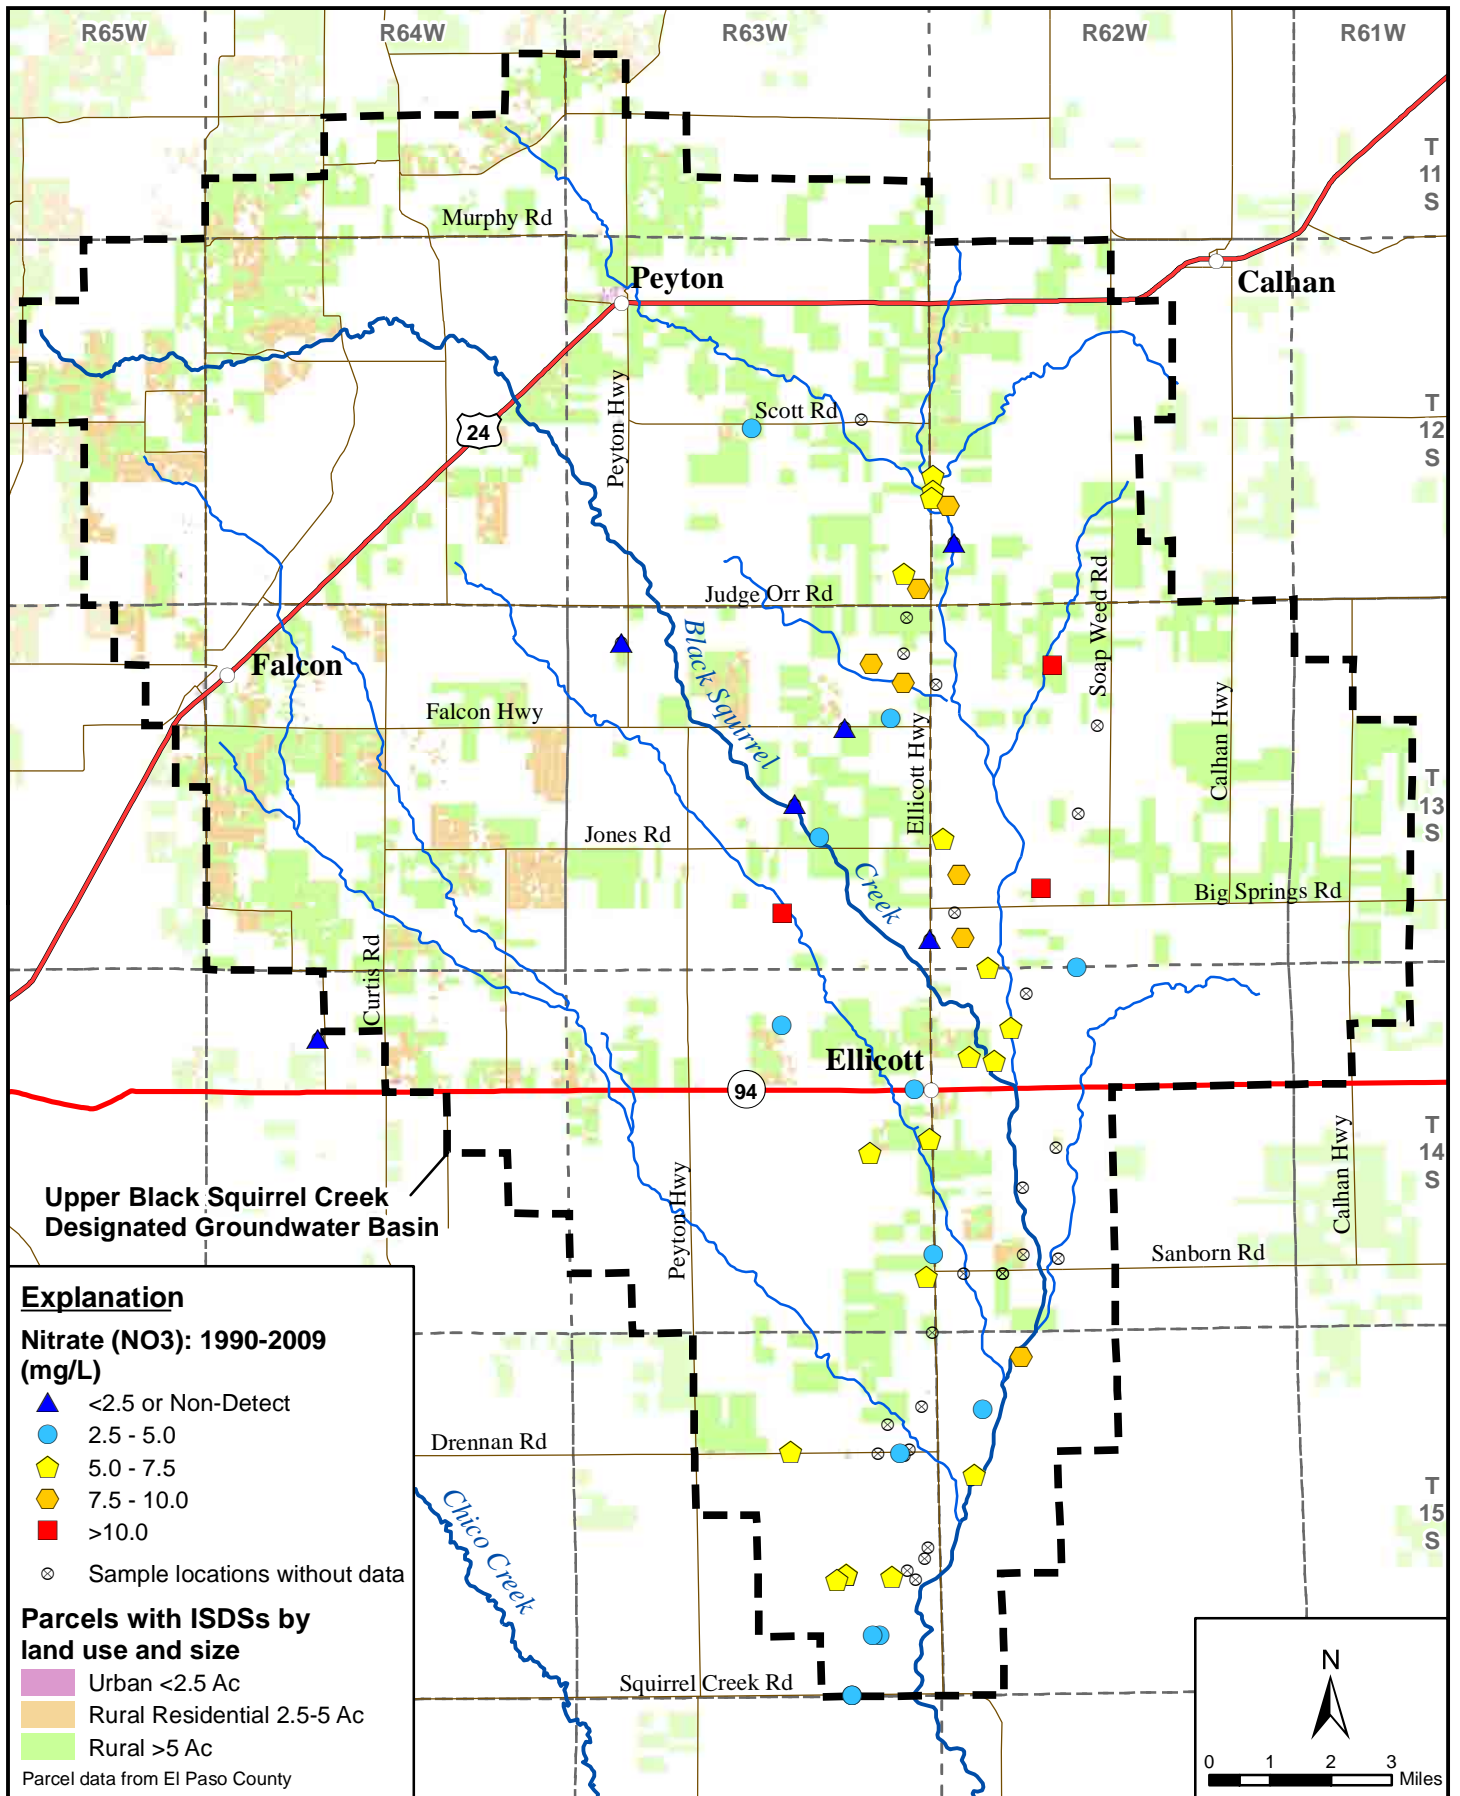 R65W
R64W
R63W
R62W
R61W
T
11
S
Murphy Rd
Peyton
Calhan
Peyton Hwy
Scott Rd
24
T
12
S
Judge Orr Rd
Soap Weed Rd
Black Squirrel
Creek
Falcon
Falcon Hwy
Ellicott Hwy
Calhan Hwy
T
13
S
Jones Rd
Big Springs Rd
Curtis Rd
Ellicott
94
T
14
S
Peyton Hwy
Calhan Hwy
Upper Black Squirrel Creek
Designated Groundwater Basin
Sanborn Rd
Drennan Rd
Chico Creek
T
15
S
Squirrel Creek Rd
Explanation
Nitrate (NO3): 1990-2009
(mg/L)
<2.5 or Non-Detect
2.5 - 5.0
5.0 - 7.5
7.5 - 10.0
>10.0
Sample locations without data
Parcels with ISDSs by
land use and size
Urban <2.5 Ac
Rural Residential 2.5-5 Ac
Rural >5 Ac
Parcel data from El Paso County
N
0 1 2 3
Miles